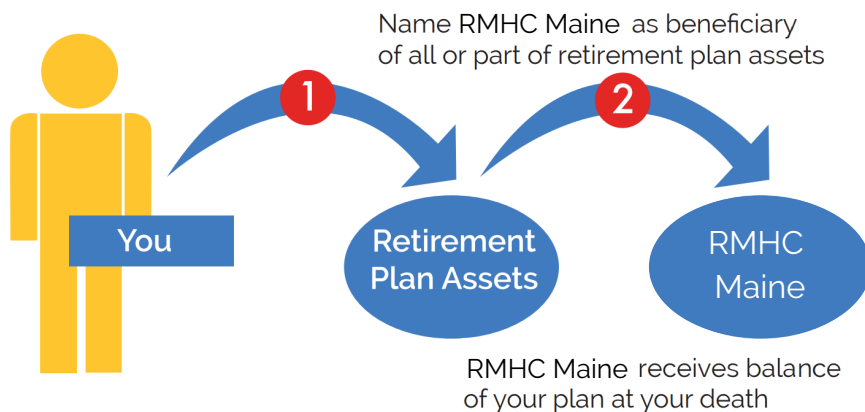 Name RMHC Maine as beneficiary
of all or part of retirement plan assets
1
2
You
Retirement
Plan Assets
RMHC
Maine
RMHC Maine receives balance
of your plan at your death